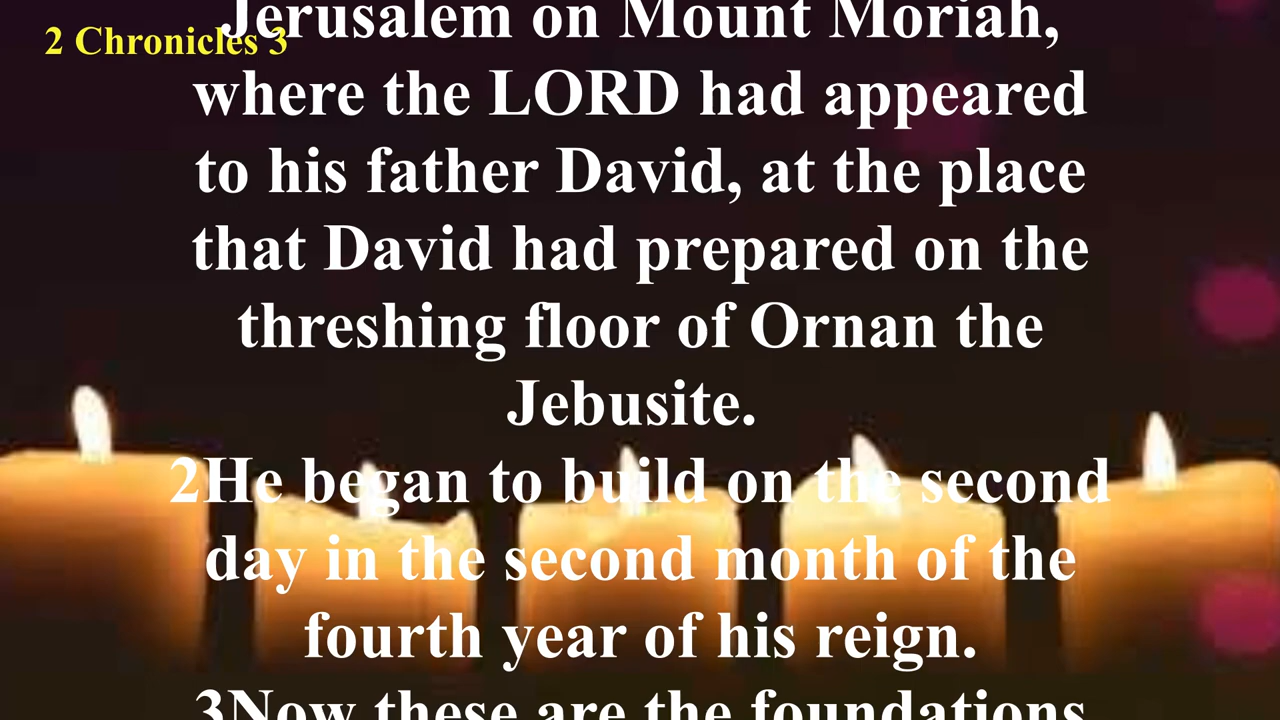 2 Chronicles 3
Jerusalem on Mount Moriah,
where the LORD had appeared
to his father David, at the place
that David had prepared on the
threshing floor of Ornan the
Jebusite.
2He began to build on the second
day in the second month of the
fourth year of his reign.
3Now these are the foundations